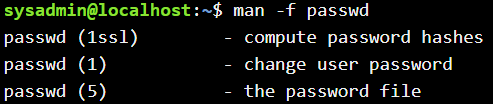 sysadmin@localhost:~$ man -f passwd
passwd (1ssl)        - compute password hashes
passwd (1)           - change user password
passwd (5)           - the password file